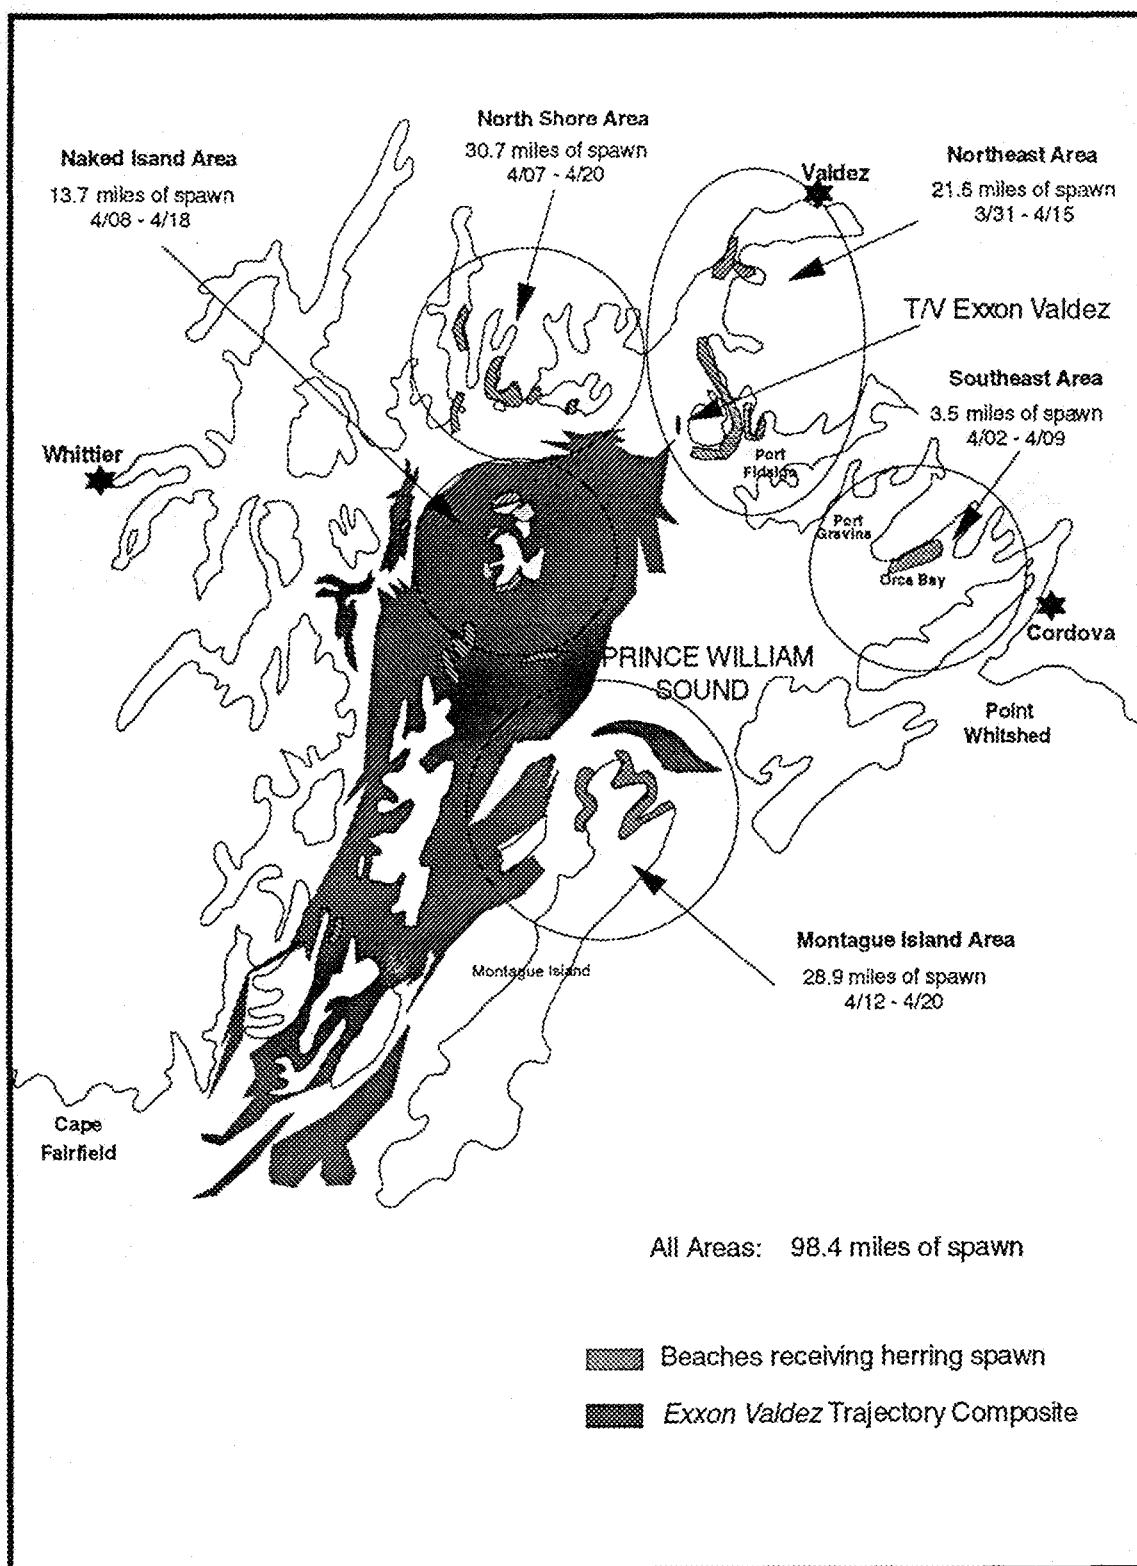 North Shore Area
30.7 miles of spawn
4/07 - 4/20
Naked Isand Area
13.7 miles of spawn
4/08 - 4/18
Valdez
Northeast Area
21.6 miles of spawn
3/31 - 4/15
T/V Exxon Valdez
Southeast Area
3.5 miles of spawn
4/02 - 4/09
Whittier
Port
Fidalgo
Port
Gravina
Orca Bay
Cordova
PRINCE WILLIAM
SOUND
Point
Whitshed
Montague Island Area
28.9 miles of spawn
4/12 - 4/20
Montague Island
Cape
Fairfield
All Areas: 98.4 miles of spawn
Beaches receiving herring spawn
Exxon Valdez Trajectory Composite